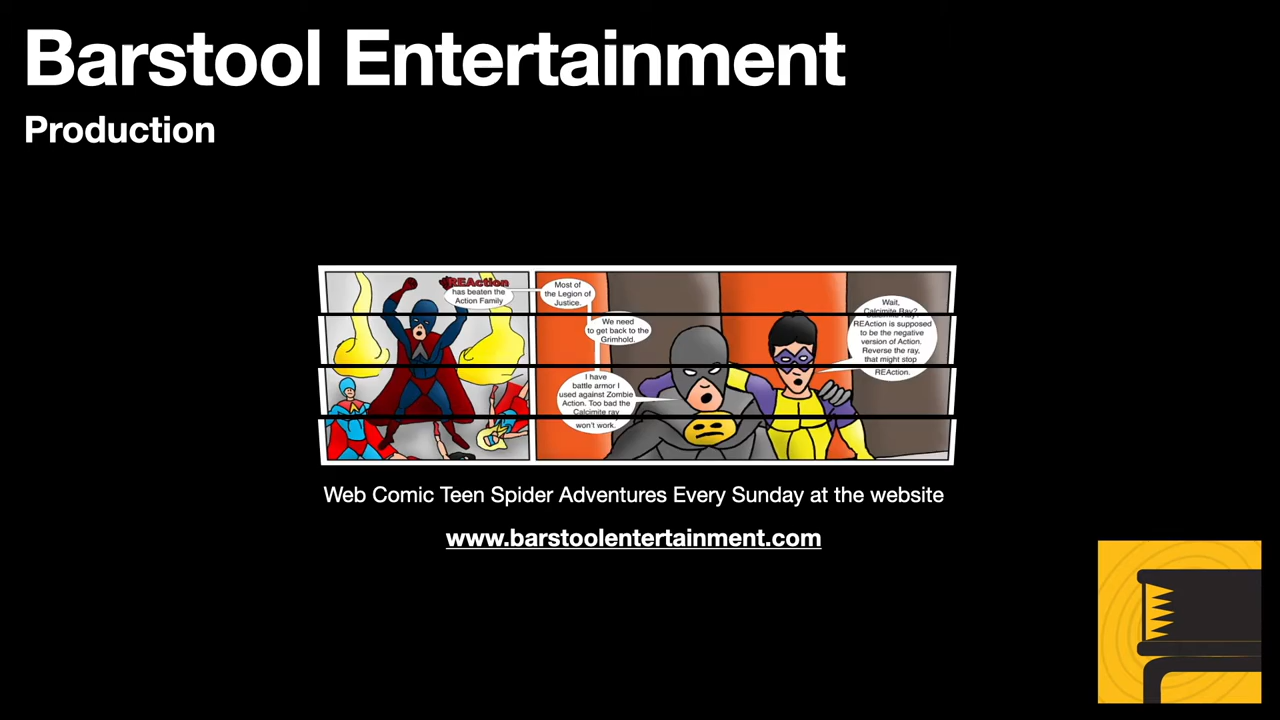 Barstool Entertainment
Production
REAction
has beaten the
Action Family
Most of
the Legion of
Justice.
We need
to get back to the
Grimhold.
I have
battle armor I
used against Zombie
Action. Too bad the
Calcimite ray
won't work.
Wait,
Calcimite Ray?
REAction is supposed
to be the negative
version of Action.
Reverse the ray,
that might stop
REAction.
Web Comic Teen Spider Adventures Every Sunday at the website
www.barstoolentertainment.com